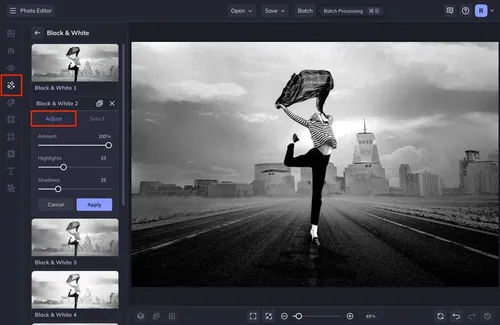 Photo Editor
Open
Save
Batch
Batch Processing ⌘ K
R
Black & White
Black & White 1
Black & White 2
Adjust
Select
Amount
100%
Highlights
33
Shadows
25
Cancel
Apply
Black & White 3
Black & White 4
49%